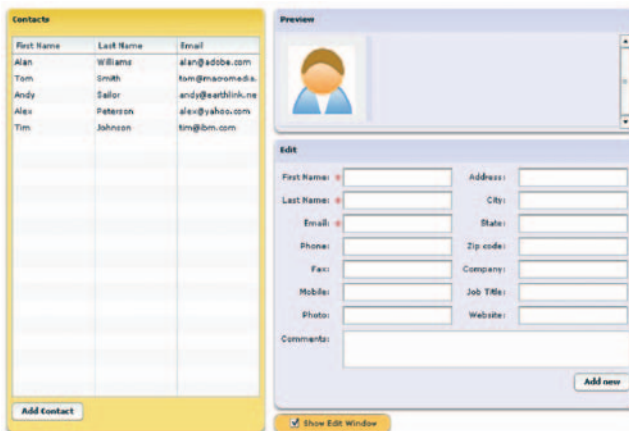 Contacts
First Name Last Name Email
Alan Williams alan@adobe.com
Tom Smith tom@macromedia.
Andy Sailor andy@earthlink.ne
Alex Peterson alex@yahoo.com
Tim Johnson tim@ibm.com
Add Contact
Preview
Edit
First Name: * Address:
Last Name: * City:
Email: * State:
Phone: Zip code:
Fax: Company:
Mobile: Job Title:
Photo: Website:
Comments:
Add new
Show Edit Window